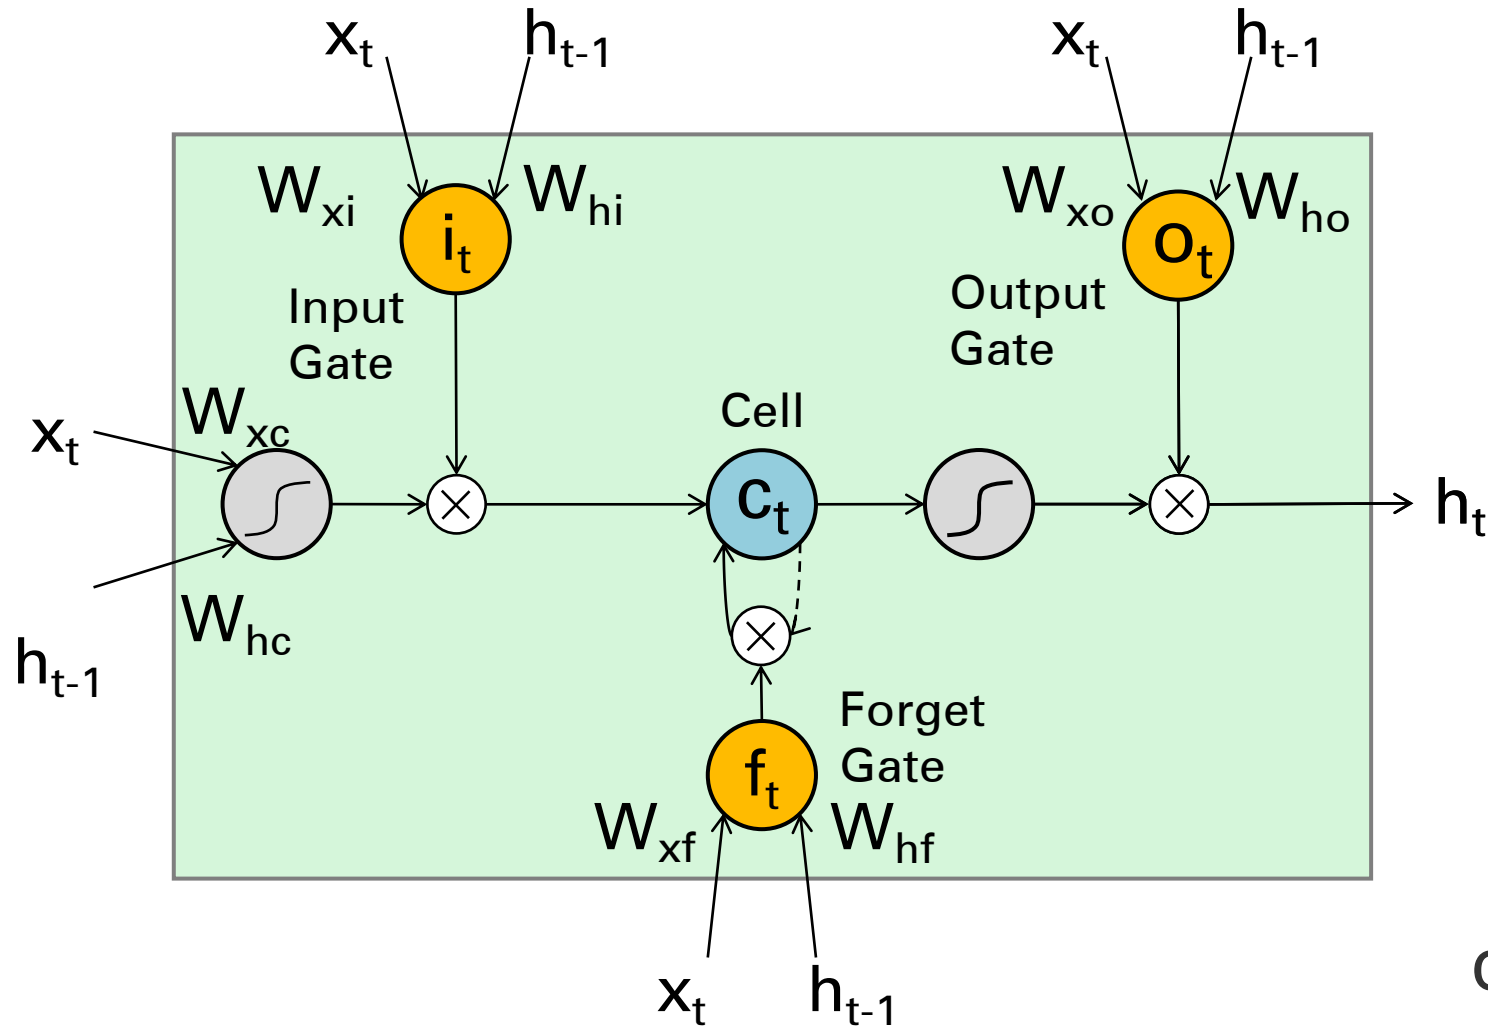 xt
ht-1
xt
ht-1
Wxi
it
Whi
Wxo
ot
Who
Input
Gate
Output
Gate
Wxc
Cell
xt
ct
ht
Whc
ht-1
Forget
Gate
ft
Wxf
Whf
xt
ht-1